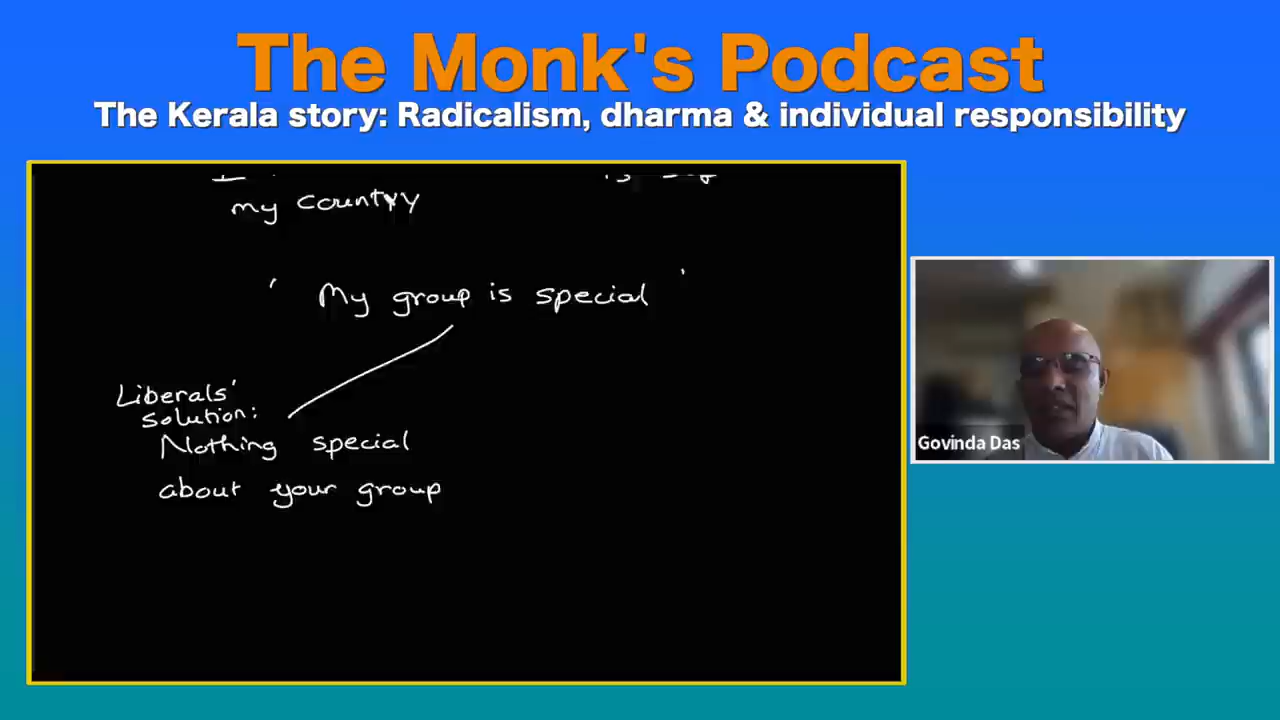 The Monk's Podcast
The Kerala story: Radicalism, dharma & individual responsibility
my country
' My group is special '
Liberals'
solution:
Nothing special
about your group
Govinda Das